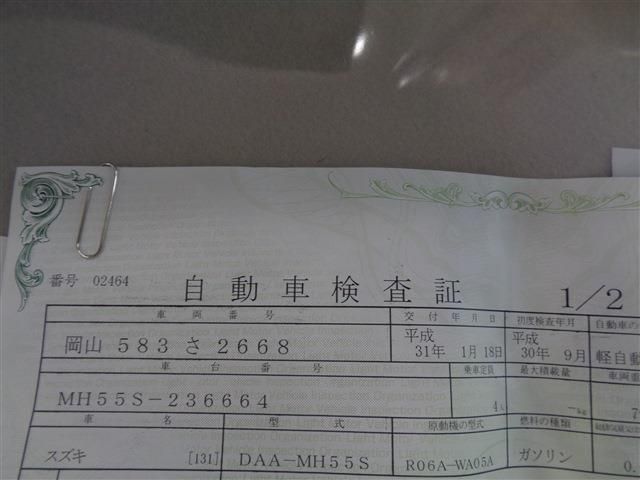 番号 02464
自動車検査証 1/2
車両番号 交付年月日 初度検査年月 自動車の
岡山 583 さ 2668 平成 31年 1月18日 平成 30年 9月 軽自動
車台番号 乗車定員 最大積載量 車両重
MH55S-236664 4人 -kg 7
車名 型式 原動機の型式 燃料の種類
スズキ [131] DAA-MH55S R06A-WA05A ガソリン 0.